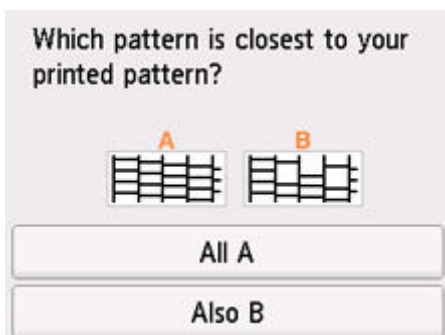 Which pattern is closest to your
printed pattern?
A B
All A
Also B